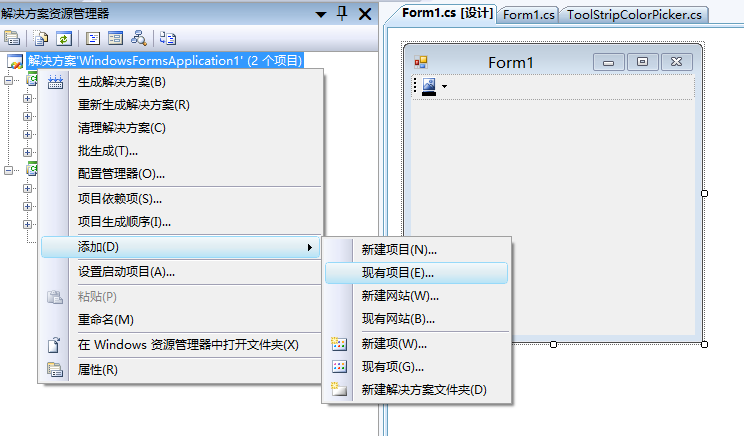 解决方案资源管理器
Form1.cs [设计] Form1.cs ToolStripColorPicker.cs
解决方案'WindowsFormsApplication1' (2 个项目)
Form1
生成解决方案(B)
重新生成解决方案(R)
清理解决方案(C)
批生成(T)...
配置管理器(O)...
项目依赖项(S)...
项目生成顺序(I)...
添加(D)
设置启动项目(A)...
粘贴(P)
重命名(M)
在 Windows 资源管理器中打开文件夹(X)
属性(R)
新建项目(N)...
现有项目(E)...
新建网站(W)...
现有网站(B)...
新建项(W)...
现有项(G)...
新建解决方案文件夹(D)